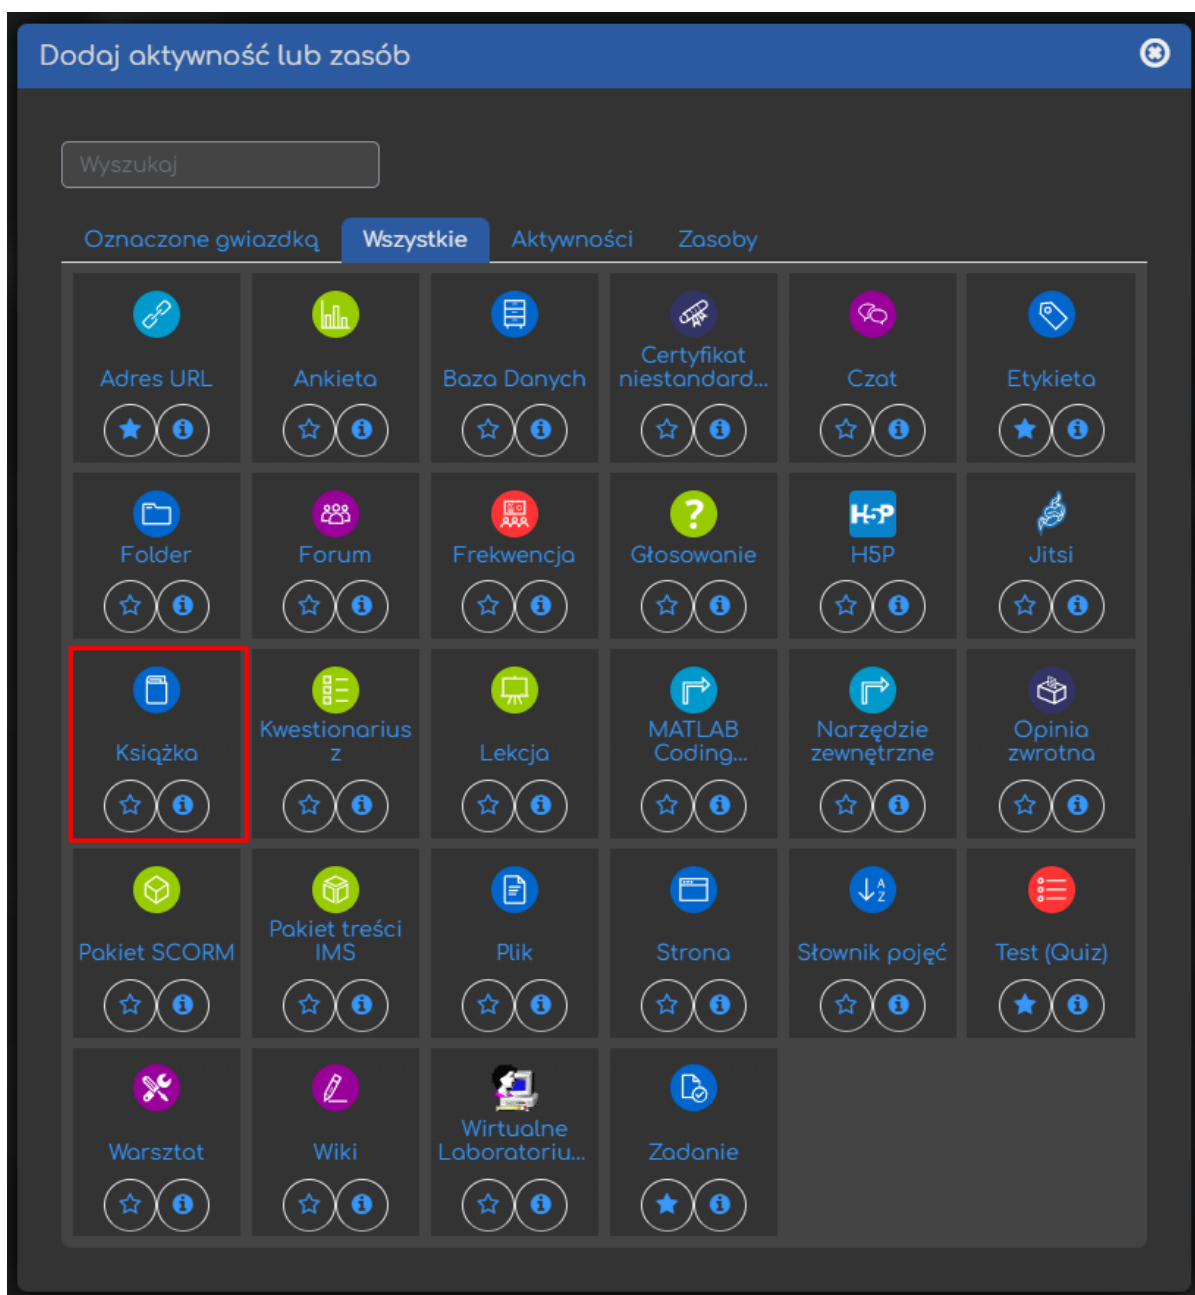 Dodaj aktywność lub zasób
Wyszukaj
Oznaczone gwiazdką Wszystkie Aktywności Zasoby
Adres URL Ankieta Baza Danych Certyfikat niestandard... Czat Etykieta
Folder Forum Frekwencja Głosowanie H5P Jitsi
Książka Kwestionariusz Lekcja MATLAB Coding... Narzędzie zewnętrzne Opinia zwrotna
Pakiet SCORM Pakiet treści IMS Plik Strona Słownik pojęć Test (Quiz)
Warsztat Wiki Wirtualne Laboratoriu... Zadanie